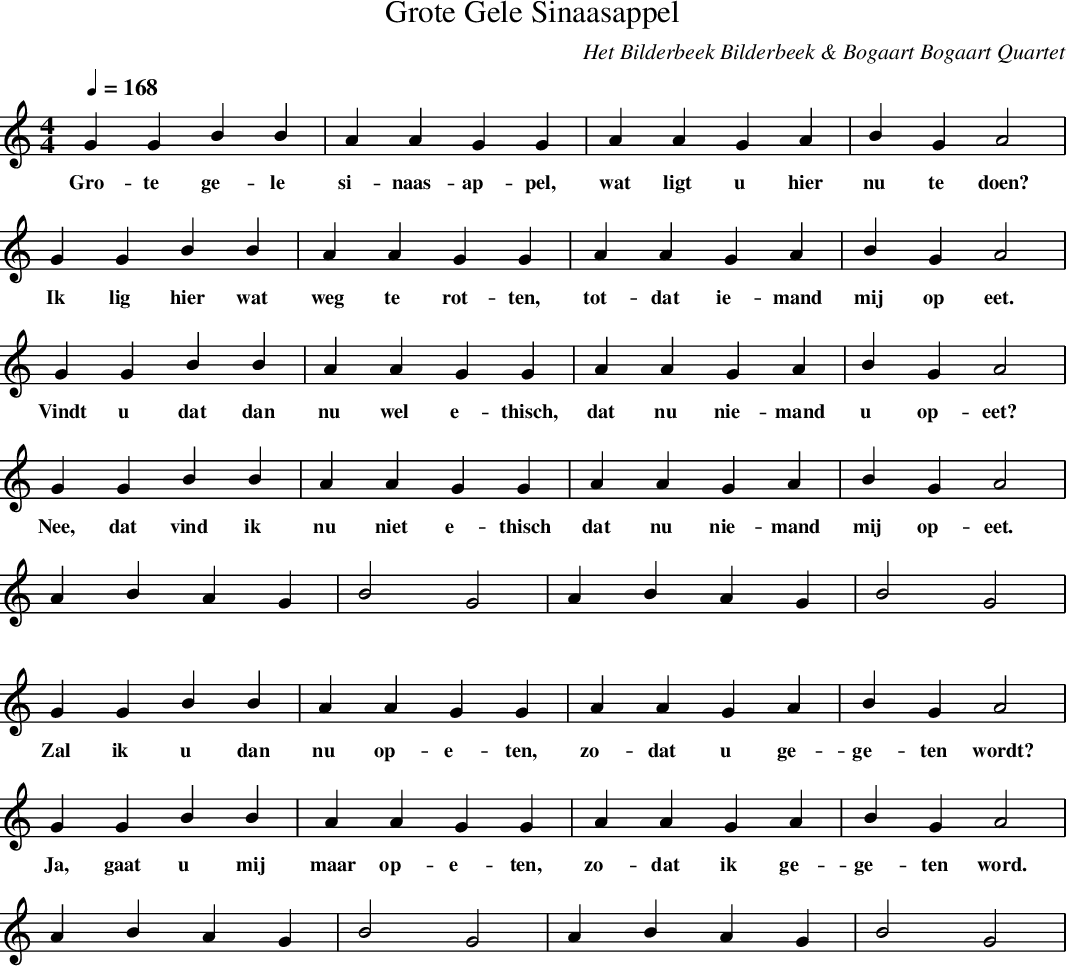 Grote Gele Sinaasappel
Het Bilderbeek Bilderbeek & Bogaart Bogaart Quartet
♩ = 168
4
4
Gro - te ge - le si - naas - ap - pel, wat ligt u hier nu te doen?
Ik lig hier wat weg te rot - ten, tot - dat ie - mand mij op eet.
Vindt u dat dan nu wel e - thisch, dat nu nie - mand u op - eet?
Nee, dat vind ik nu niet e - thisch dat nu nie - mand mij op - eet.
Zal ik u dan nu op - e - ten, zo - dat u ge - ge - ten wordt?
Ja, gaat u mij maar op - e - ten, zo - dat ik ge - ge - ten word.